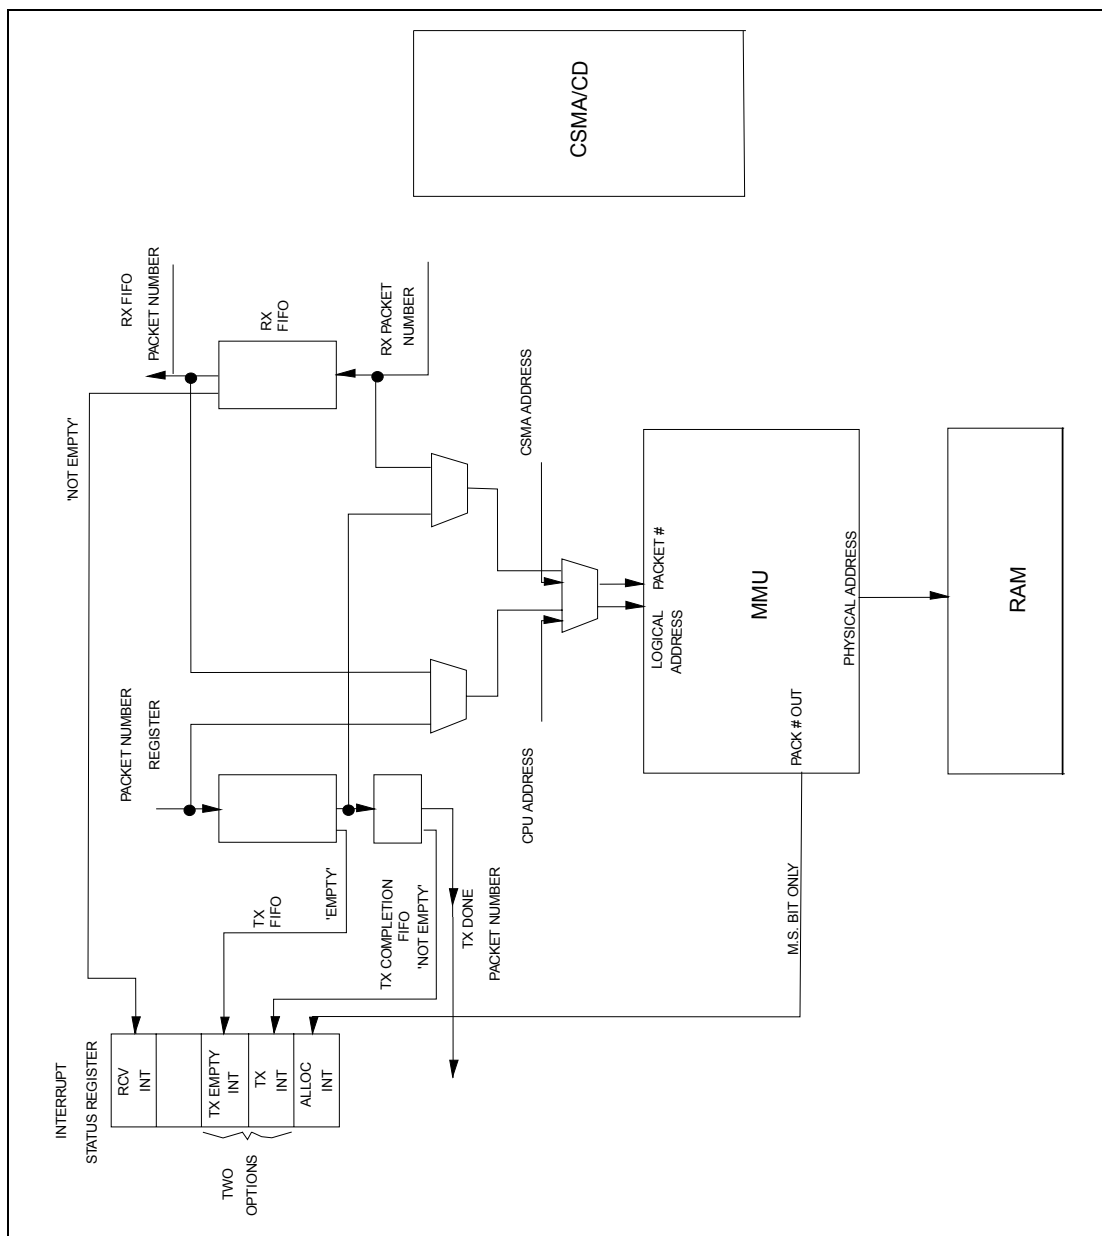 INTERRUPT
STATUS REGISTER
RCV
INT
TX EMPTY
INT
TX
INT
ALLOC
INT
TWO
OPTIONS
'NOT EMPTY'
PACKET NUMBER
REGISTER
TX
FIFO
'EMPTY'
TX COMPLETION
FIFO
'NOT EMPTY'
TX DONE
PACKET NUMBER
RX FIFO
PACKET NUMBER
RX
FIFO
RX PACKET
NUMBER
CSMA ADDRESS
CPU ADDRESS
M.S. BIT ONLY
PACK # OUT
LOGICAL
ADDRESS
PACKET #
MMU
PHYSICAL ADDRESS
RAM
CSMA/CD